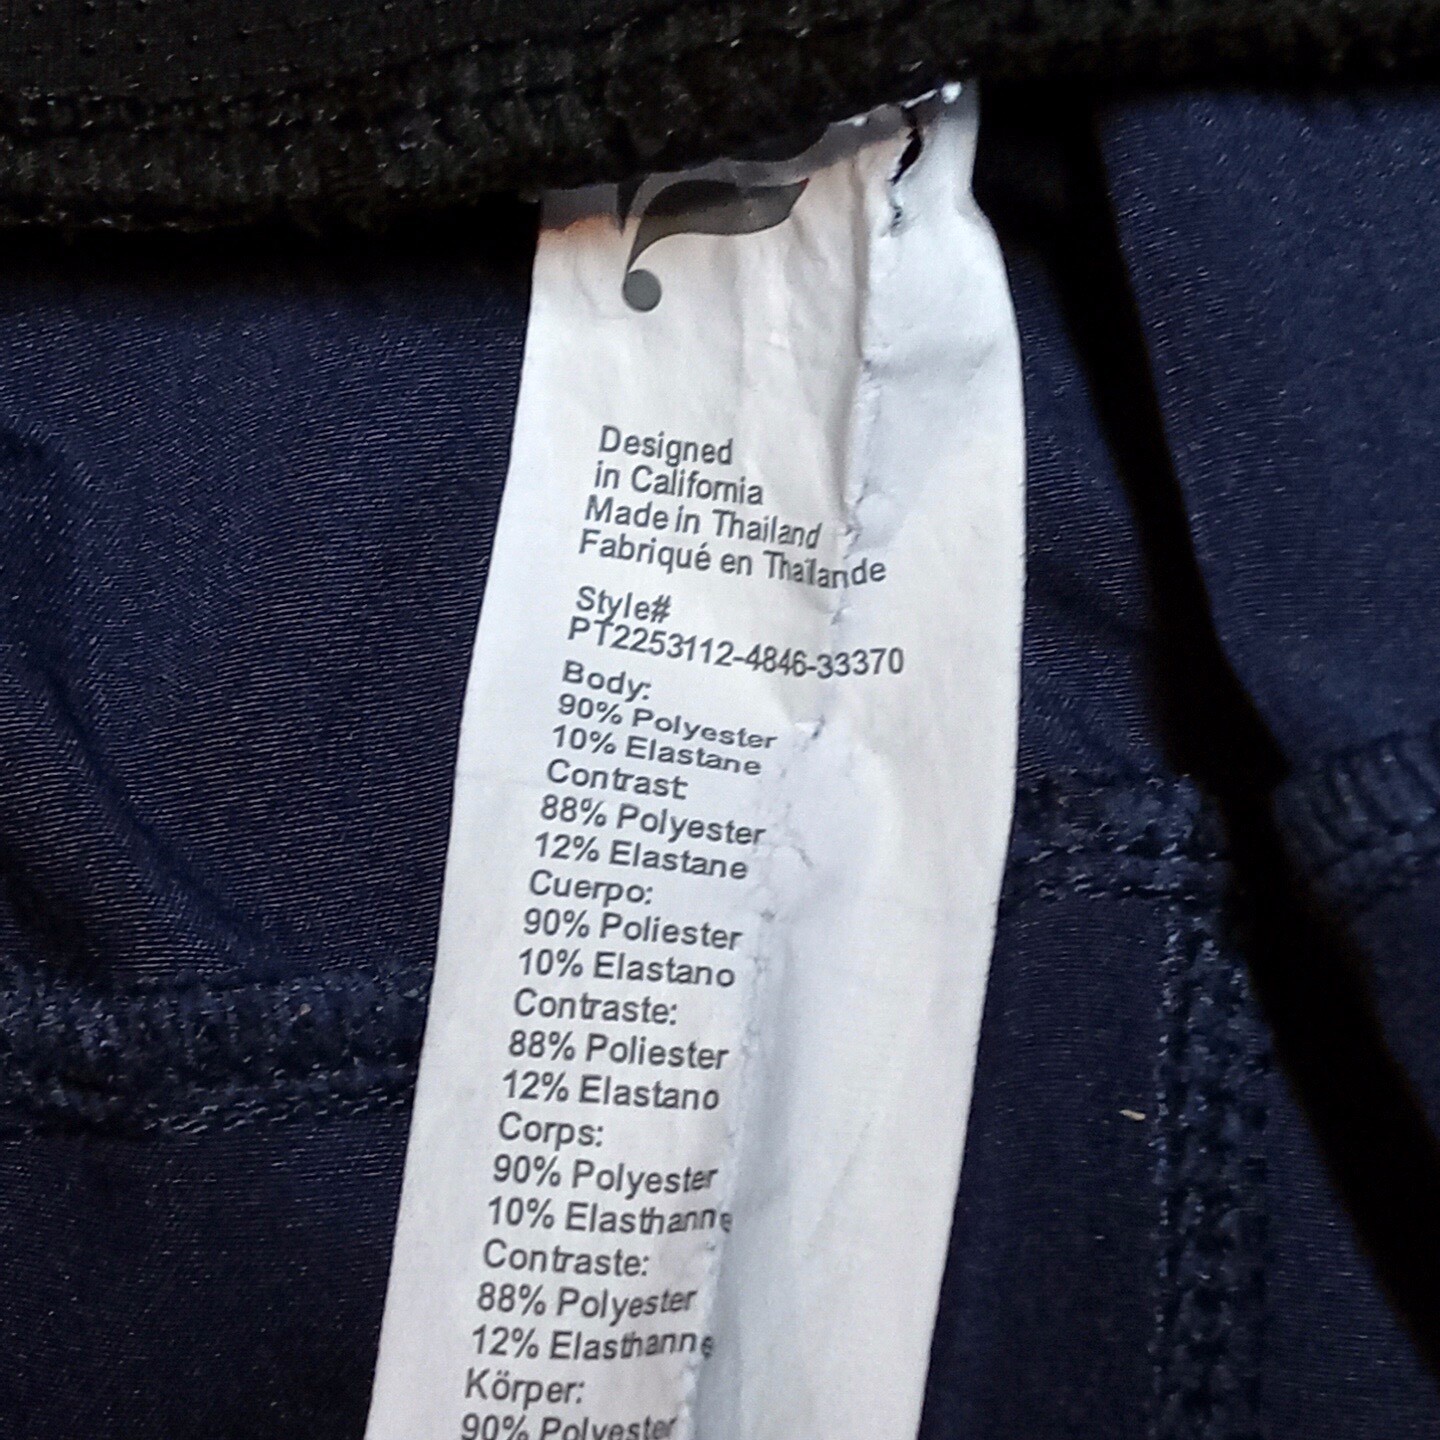 Designed
in California
Made in Thailand
Fabriqué en Thaïlande
Style#
PT2253112-4846-33370
Body:
90% Polyester
10% Elastane
Contrast:
88% Polyester
12% Elastane
Cuerpo:
90% Poliester
10% Elastano
Contraste:
88% Poliester
12% Elastano
Corps:
90% Polyester
10% Elasthanne
Contraste:
88% Polyester
12% Elasthanne
Körper:
90% Polyester